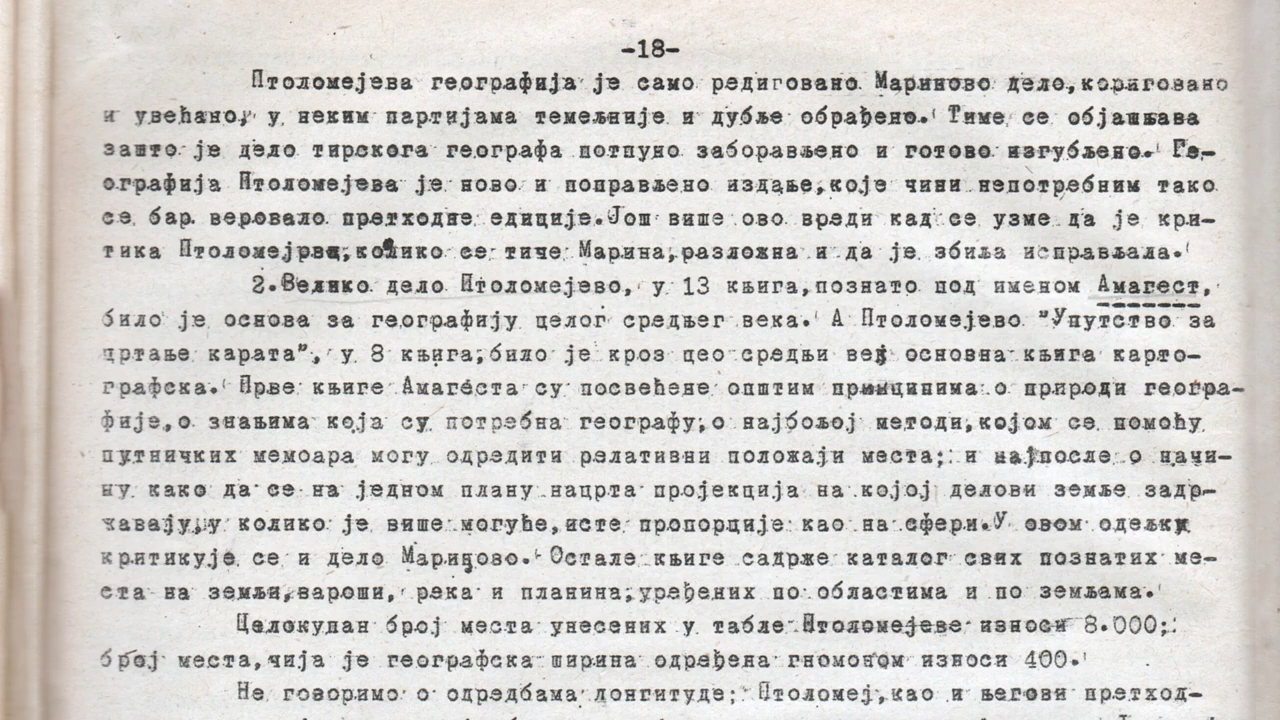 -18-
Птоломејева географија је само редиговано Мариново дело,кориговано
и увећано, у неким партијама темељније и дубље обрађено. Тиме се објашњава
зашто је дело тирскога географа потпуно заборављено и готово изгубљено. Ге-
ографија Птоломејева је ново и поправљено издање,које чини непотребним тако
се бар веровало претходне едиције.Још више ово вреди кад се узме да је кри-
тика колико се тиче Марина,разложна и да је збиља исправљала.
2.Велико дело Птоломејево, у 13 књига,познато под именом Амагест,
било је основа за географију целог средњег века. А Птоломејево "Упутство за
цртање карата", у 8 књига,било је кроз цео средњи век основна књига карто-
графска. Прве књиге Амагеста су посвећене општим принципима о природи геогра-
фије,о знањима која су потребна географу,о најбољој методи,којом се помоћу
путничких мемоара могу одредити релативни положаји места; и најпосле о начи-
ну како да се на једном плану нацрта пројекција на којој делови земље задр-
жавају,у колико је више могуће,исте пропорције као на сфери.У овом одељку
критикује се и дело Мариново. Остале књиге садрже каталог свих познатих ме-
ста на земљи,вароши, река и планина,уређених по областима и по земљама.
Целокупан број места унесених у табле Птоломејеве износи 8.000;
број места,чија је географска ширина одређена гномоном износи 400.
Не говоримо о одредбама лонгитуде; Птоломеј,као и његови претход-